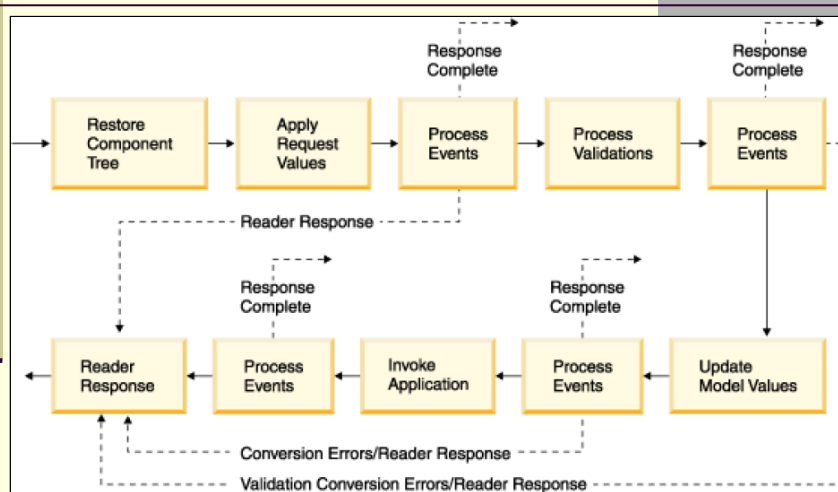 Response
Complete
Response
Complete
Restore
Component
Tree
Apply
Request
Values
Process
Events
Process
Validations
Process
Events
Reader Response
Response
Complete
Response
Complete
Reader
Response
Process
Events
Invoke
Application
Process
Events
Update
Model Values
Conversion Errors/Reader Response
Validation Conversion Errors/Reader Response